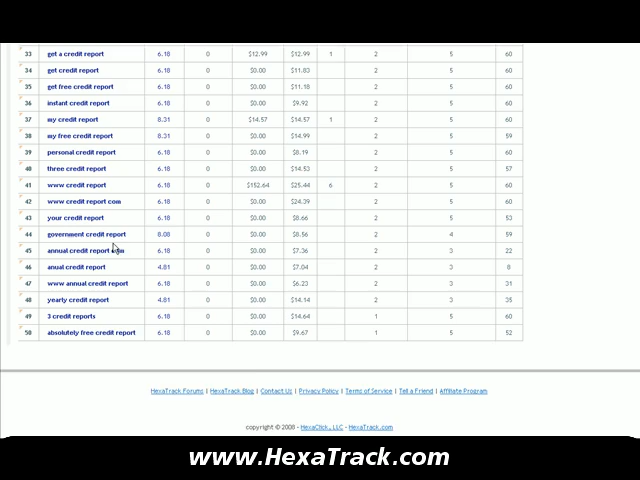 33 get a credit report 6.18 0 $12.99 $12.99 1 2 5 60
34 get credit report 6.18 0 $0.00 $11.83 2 5 60
35 get free credit report 6.18 0 $0.00 $11.18 2 5 60
36 instant credit report 6.18 0 $0.00 $9.92 2 5 60
37 my credit report 8.31 0 $14.57 $14.57 1 2 5 60
38 my free credit report 8.31 0 $0.00 $14.99 2 5 59
39 personal credit report 6.18 0 $0.00 $8.19 2 5 60
40 three credit report 6.18 0 $0.00 $14.53 2 5 57
41 www credit report 6.18 0 $152.64 $25.44 6 2 5 60
42 www credit report com 6.18 0 $0.00 $24.39 2 5 60
43 your credit report 6.18 0 $0.00 $8.66 2 5 53
44 government credit report 8.08 0 $0.00 $8.56 2 4 59
45 annual credit report com 6.18 0 $0.00 $7.36 2 3 22
46 anual credit report 4.81 0 $0.00 $7.04 2 3 8
47 www annual credit report 6.18 0 $0.00 $6.23 2 3 31
48 yearly credit report 4.81 0 $0.00 $14.14 2 3 35
49 3 credit reports 6.18 0 $0.00 $14.64 1 5 60
50 absolutely free credit report 6.18 0 $0.00 $9.67 1 5 52
HexaTrack Forums | HexaTrack Blog | Contact Us | Privacy Policy | Terms of Service | Tell a Friend | Affiliate Program
copyright © 2008 - HexaClick, LLC - HexaTrack.com
www.HexaTrack.com